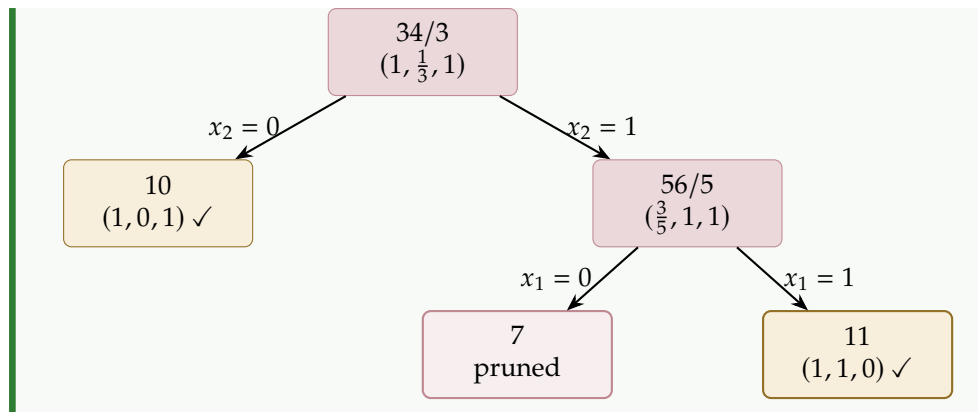 34/3
(1, 1/3, 1)
x₂ = 0
x₂ = 1
10
(1, 0, 1) ✓
56/5
(3/5, 1, 1)
x₁ = 0
x₁ = 1
7
pruned
11
(1, 1, 0) ✓